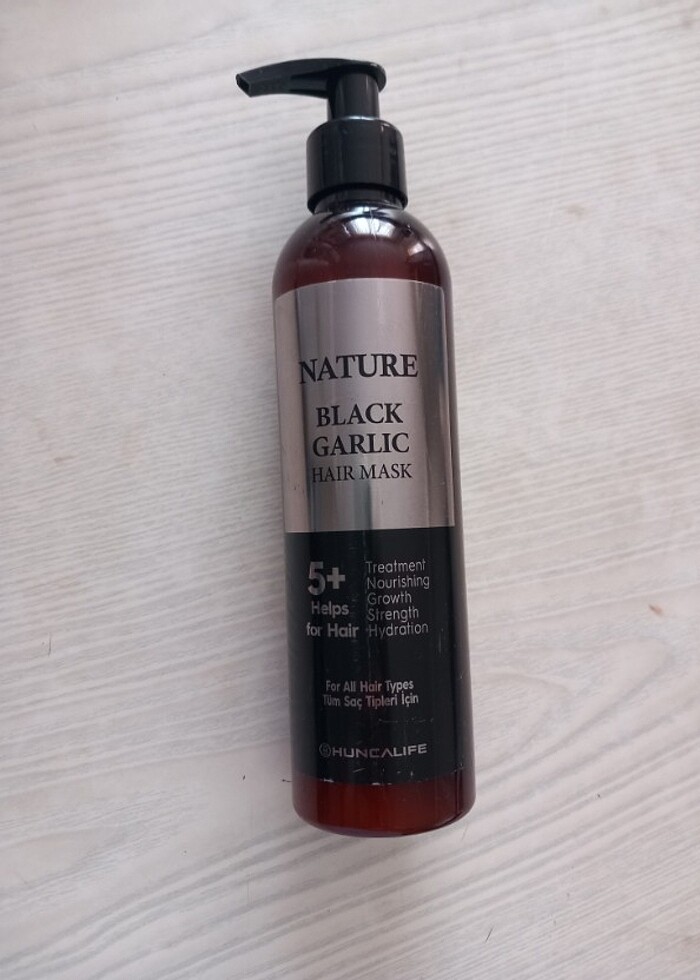 NATURE
BLACK
GARLIC
HAIR MASK
5+
Helps
for Hair
Treatment
Nourishing
Growth
Strength
Hydration
For All Hair Types
Tüm Saç Tipleri İçin
HUNCALIFE